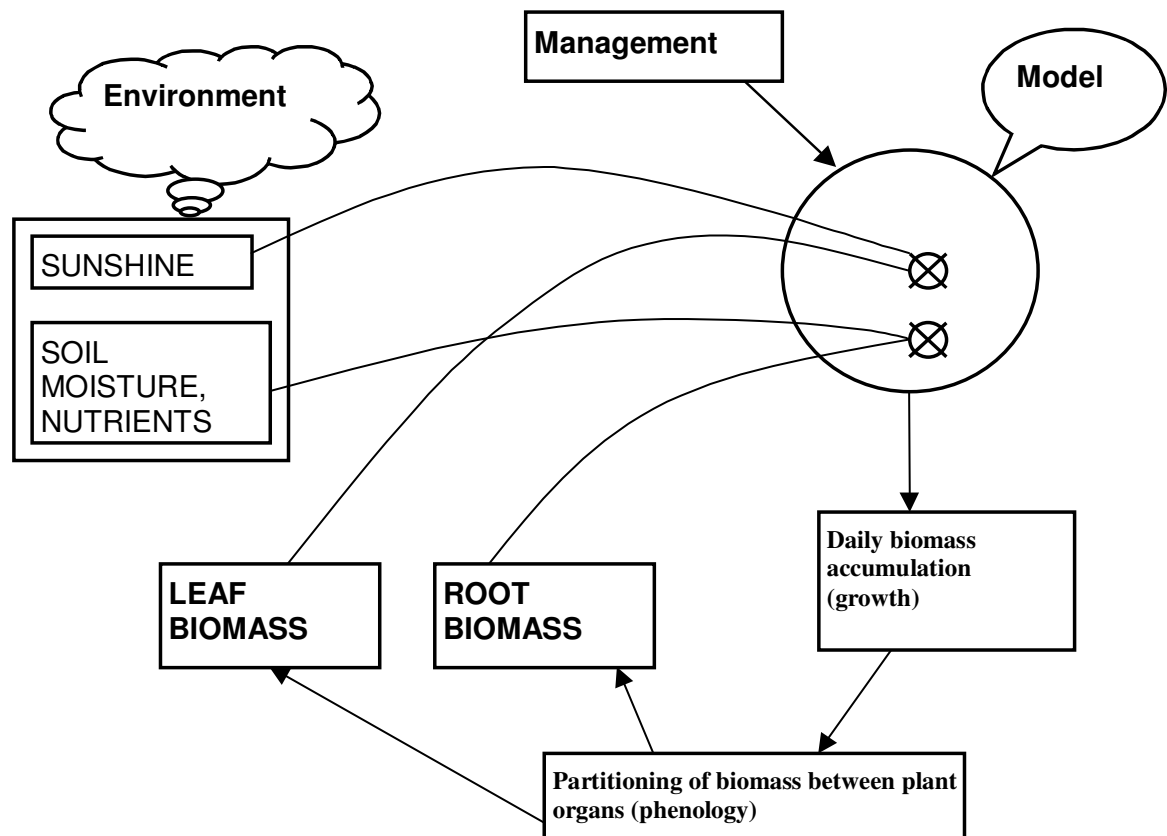 Management
Model
Environment
SUNSHINE
SOIL
MOISTURE,
NUTRIENTS
LEAF
BIOMASS
ROOT
BIOMASS
Daily biomass
accumulation
(growth)
Partitioning of biomass between plant
organs (phenology)